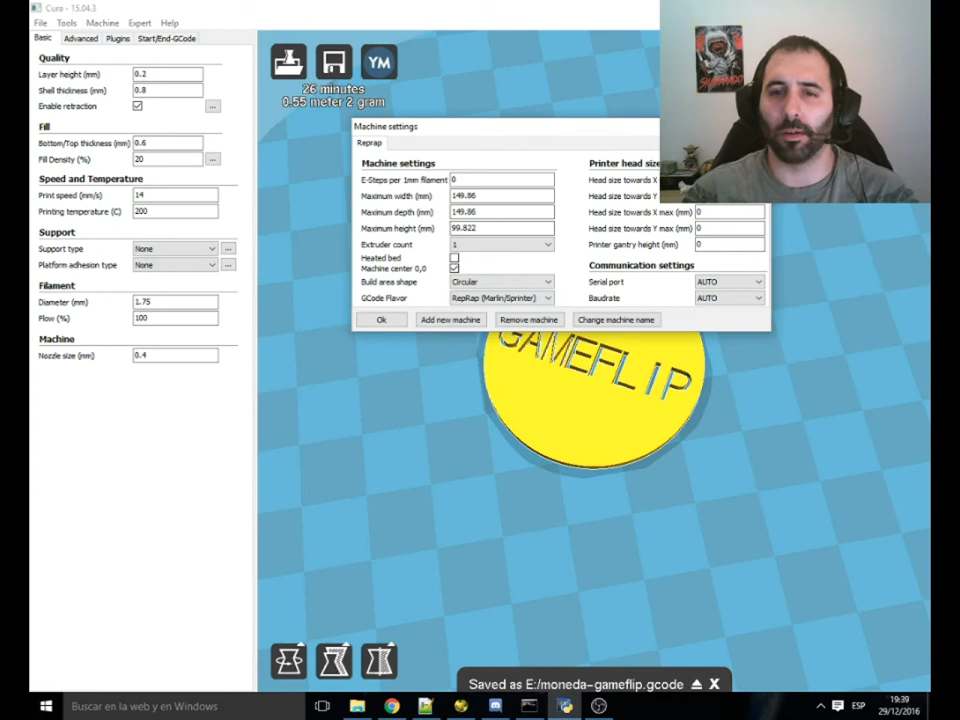 Cura - 15.04.3
File Tools Machine Expert Help
Basic Advanced Plugins Start/End-GCode
Quality
Layer height (mm) 0.2
Shell thickness (mm) 0.8
Enable retraction ...
Fill
Bottom/Top thickness (mm) 0.6
Fill Density (%) 20 ...
Speed and Temperature
Print speed (mm/s) 14
Printing temperature (C) 200
Support
Support type None ...
Platform adhesion type None ...
Filament
Diameter (mm) 1.75
Flow (%) 100
Machine
Nozzle size (mm) 0.4
YM
26 minutes
0.55 meter 2 gram
Machine settings
Reprap
Machine settings
E-Steps per 1mm filament 0
Maximum width (mm) 149.86
Maximum depth (mm) 149.86
Maximum height (mm) 99.822
Extruder count 1
Heated bed
Machine center 0,0
Build area shape Circular
GCode Flavor RepRap (Marlin/Sprinter)
Printer head size
Head size towards X
Head size towards Y
Head size towards X max (mm) 0
Head size towards Y max (mm) 0
Printer gantry height (mm) 0
Communication settings
Serial port AUTO
Baudrate AUTO
Ok Add new machine Remove machine Change machine name
GAMEFLiP
Saved as E:/moneda-gameflip.gcode X
Buscar en la web y en Windows
ESP
19:39
29/12/2016